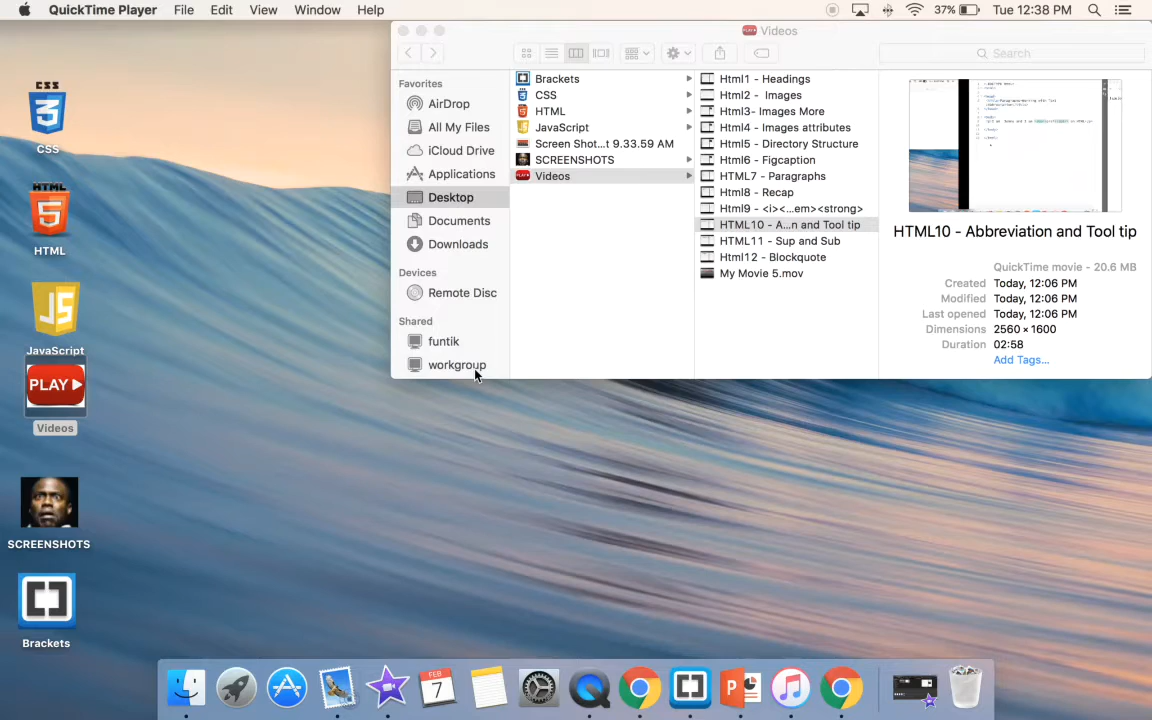 QuickTime Player File Edit View Window Help 37% Tue 12:38 PM
Videos
Search
Favorites
AirDrop
All My Files
iCloud Drive
Applications
Desktop
Documents
Downloads
Devices
Remote Disc
Shared
funtik
workgroup
Brackets
CSS
HTML
JavaScript
Screen Shot...t 9.33.59 AM
SCREENSHOTS
Videos
Html1 - Headings
Html2 - Images
Html3- Images More
Html4 - Images attributes
Html5 - Directory Structure
Html6 - Figcaption
HTML7 - Paragraphs
Html8 - Recap
Html9 - <i><...em><strong>
HTML10 - A...n and Tool tip
HTML11 - Sup and Sub
Html12 - Blockquote
My Movie 5.mov
HTML10 - Abbreviation and Tool tip
QuickTime movie - 20.6 MB
Created Today, 12:06 PM
Modified Today, 12:06 PM
Last opened Today, 12:06 PM
Dimensions 2560 × 1600
Duration 02:58
Add Tags...
CSS
3
CSS
HTML
5
HTML
JS
JavaScript
PLAY
Videos
SCREENSHOTS
Brackets
FEB
7